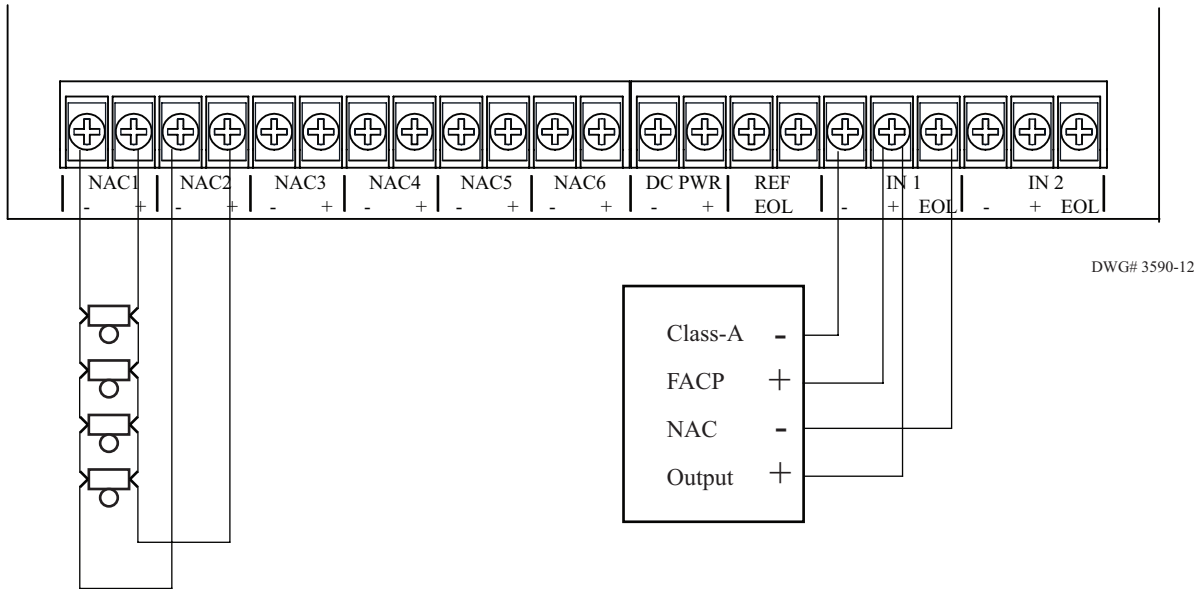 NAC1 NAC2 NAC3 NAC4 NAC5 NAC6 DC PWR REF IN 1 IN 2
- + - + - + - + - + - + - + EOL - + EOL - + EOL
DWG# 3590-12
Class-A -
FACP +
NAC -
Output +